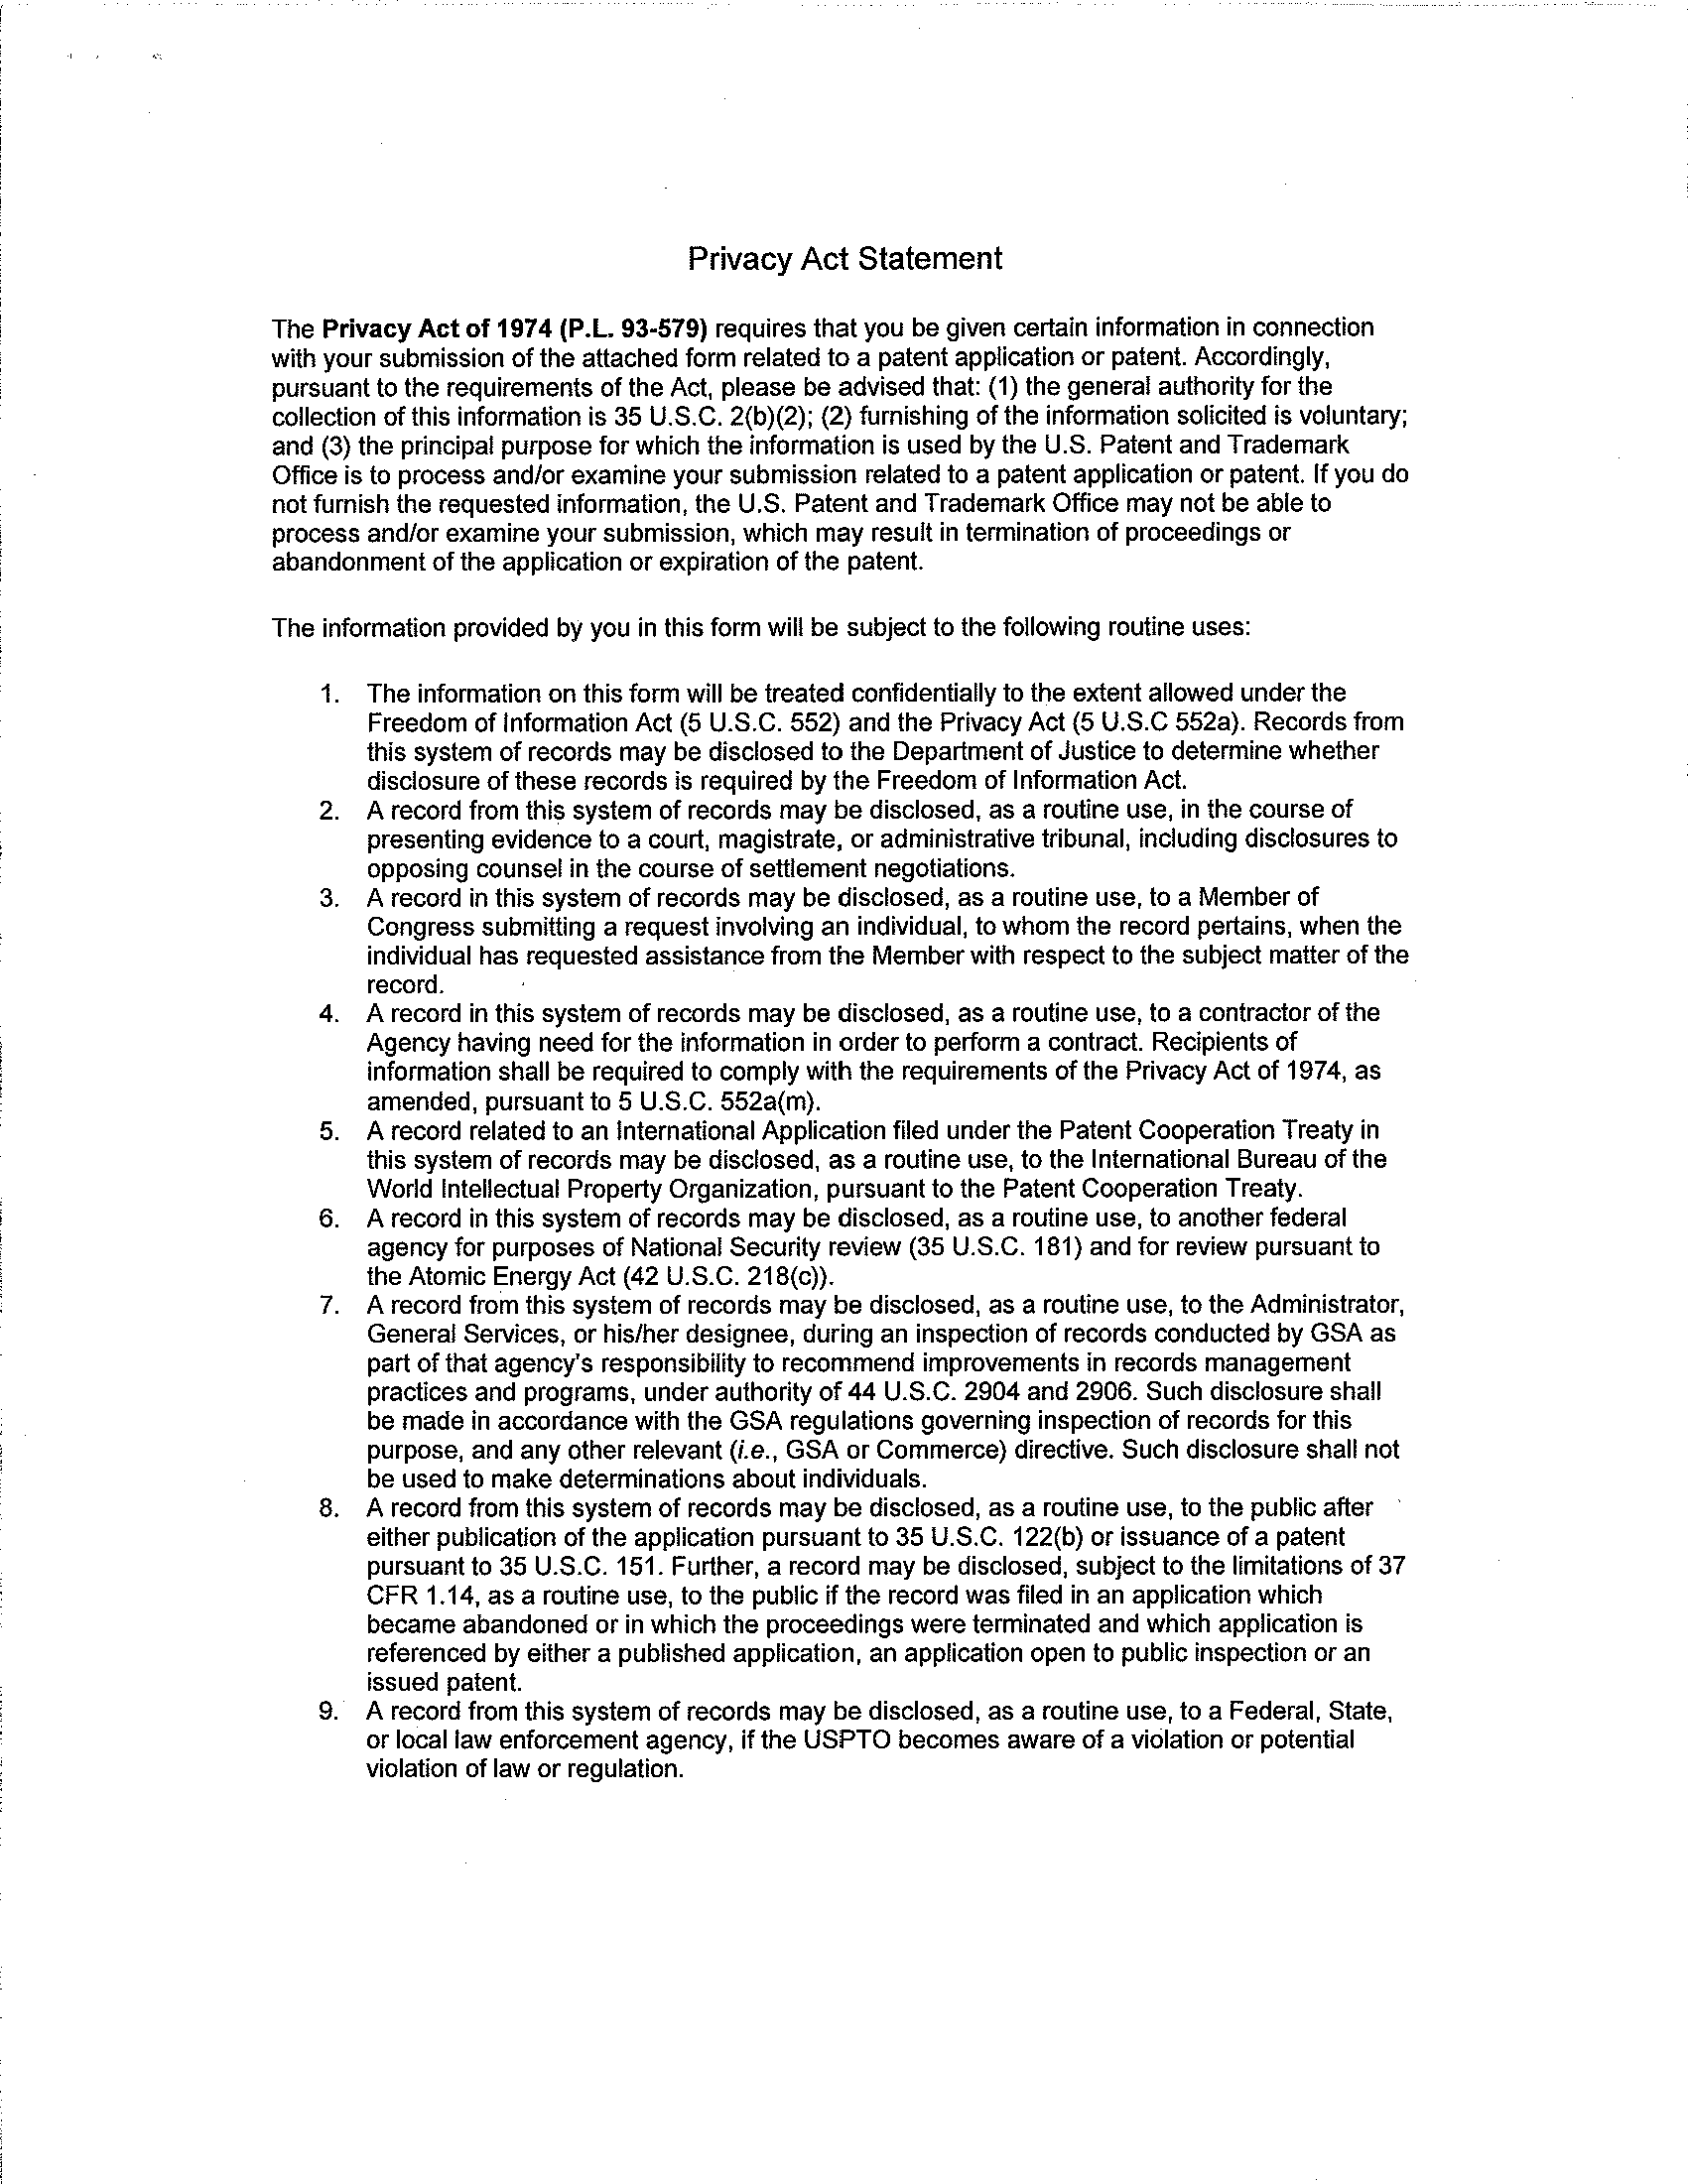 Privacy Act Statement
The Privacy Act of 1974 (P.L. 93-579) requires that you be given certain information in connection
with your submission of the attached form related to a patent application or patent. Accordingly,
pursuant to the requirements of the Act, please be advised that: (1) the general authority for the
collection of this information is 35 U.S.C. 2(b)(2); (2) furnishing of the information solicited is voluntary;
and (3) the principal purpose for which the information is used by the U.S. Patent and Trademark
Office is to process and/or examine your submission related to a patent application or patent. If you do
not furnish the requested information, the U.S. Patent and Trademark Office may not be able to
process and/or examine your submission, which may result in termination of proceedings or
abandonment of the application or expiration of the patent.
The information provided by you in this form will be subject to the following routine uses:
1. The information on this form will be treated confidentially to the extent allowed under the
Freedom of Information Act (5 U.S.C. 552) and the Privacy Act (5 U.S.C 552a). Records from
this system of records may be disclosed to the Department of Justice to determine whether
disclosure of these records is required by the Freedom of Information Act.
2. A record from this system of records may be disclosed, as a routine use, in the course of
presenting evidence to a court, magistrate, or administrative tribunal, including disclosures to
opposing counsel in the course of settlement negotiations.
3. A record in this system of records may be disclosed, as a routine use, to a Member of
Congress submitting a request involving an individual, to whom the record pertains, when the
individual has requested assistance from the Member with respect to the subject matter of the
record.
4. A record in this system of records may be disclosed, as a routine use, to a contractor of the
Agency having need for the information in order to perform a contract. Recipients of
information shall be required to comply with the requirements of the Privacy Act of 1974, as
amended, pursuant to 5 U.S.C. 552a(m).
5. A record related to an International Application filed under the Patent Cooperation Treaty in
this system of records may be disclosed, as a routine use, to the International Bureau of the
World Intellectual Property Organization, pursuant to the Patent Cooperation Treaty.
6. A record in this system of records may be disclosed, as a routine use, to another federal
agency for purposes of National Security review (35 U.S.C. 181) and for review pursuant to
the Atomic Energy Act (42 U.S.C. 218(c)).
7. A record from this system of records may be disclosed, as a routine use, to the Administrator,
General Services, or his/her designee, during an inspection of records conducted by GSA as
part of that agency's responsibility to recommend improvements in records management
practices and programs, under authority of 44 U.S.C. 2904 and 2906. Such disclosure shall
be made in accordance with the GSA regulations governing inspection of records for this
purpose, and any other relevant (i.e., GSA or Commerce) directive. Such disclosure shall not
be used to make determinations about individuals.
8. A record from this system of records may be disclosed, as a routine use, to the public after
either publication of the application pursuant to 35 U.S.C. 122(b) or issuance of a patent
pursuant to 35 U.S.C. 151. Further, a record may be disclosed, subject to the limitations of 37
CFR 1.14, as a routine use, to the public if the record was filed in an application which
became abandoned or in which the proceedings were terminated and which application is
referenced by either a published application, an application open to public inspection or an
issued patent.
9. A record from this system of records may be disclosed, as a routine use, to a Federal, State,
or local law enforcement agency, if the USPTO becomes aware of a violation or potential
violation of law or regulation.